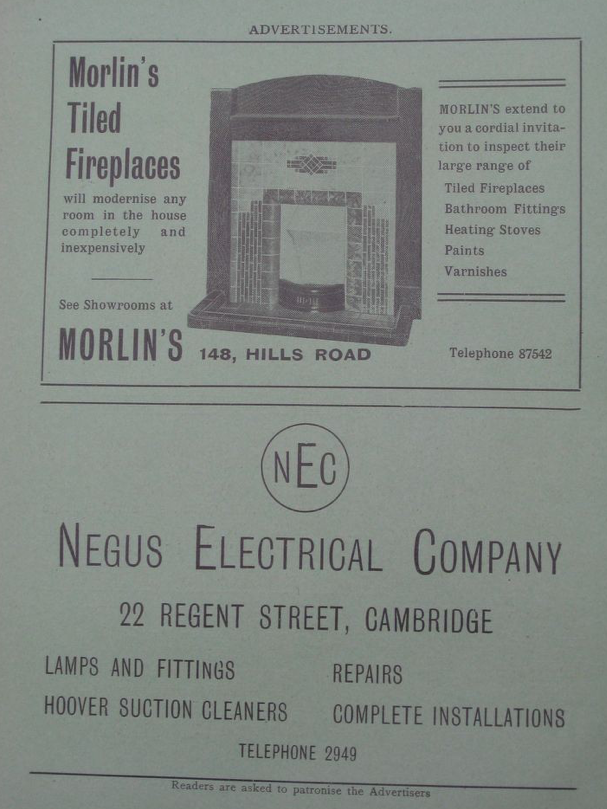 ADVERTISEMENTS.
Morlin's
Tiled
Fireplaces
will modernise any
room in the house
completely and
inexpensively
See Showrooms at
MORLIN'S 148, HILLS ROAD
MORLIN'S extend to
you a cordial invita-
tion to inspect their
large range of
Tiled Fireplaces
Bathroom Fittings
Heating Stoves
Paints
Varnishes
Telephone 87542
NEC
NEGUS ELECTRICAL COMPANY
22 REGENT STREET, CAMBRIDGE
LAMPS AND FITTINGS
REPAIRS
HOOVER SUCTION CLEANERS
COMPLETE INSTALLATIONS
TELEPHONE 2949
Readers are asked to patronise the Advertisers